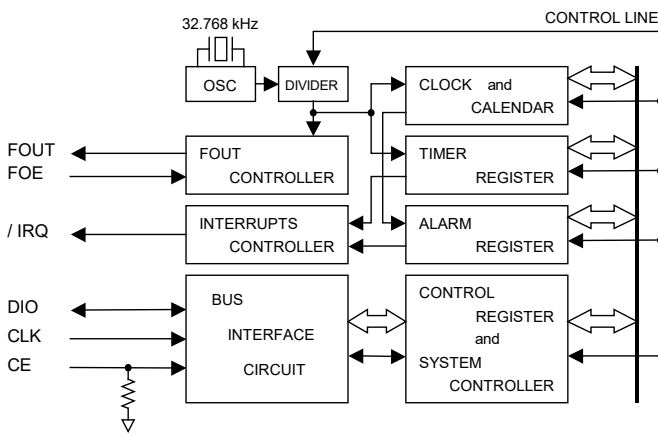 32.768 kHz
CONTROL LINE
OSC
DIVIDER
CLOCK and
CALENDAR
FOUT
FOE
FOUT
CONTROLLER
TIMER
REGISTER
/ IRQ
INTERRUPTS
CONTROLLER
ALARM
REGISTER
DIO
CLK
CE
BUS
INTERFACE
CIRCUIT
CONTROL
REGISTER
and
SYSTEM
CONTROLLER